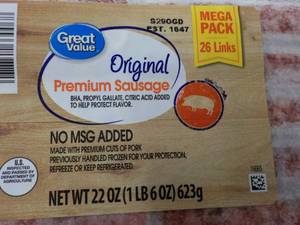 S290GD
EST. 1647
MEGA
PACK
26 Links
Great
Value
Original
Premium Sausage
BHA, PROPYL GALLATE, CITRIC ACID ADDED
TO HELP PROTECT FLAVOR.
NO MSG ADDED
MADE WITH PREMIUM CUTS OF PORK
PREVIOUSLY HANDLED FROZEN FOR YOUR PROTECTION,
REFREEZE OR KEEP REFRIGERATED.
U.S.
INSPECTED
AND PASSED BY
DEPARTMENT OF
AGRICULTURE
NET WT 22 OZ (1 LB 6 OZ) 623g